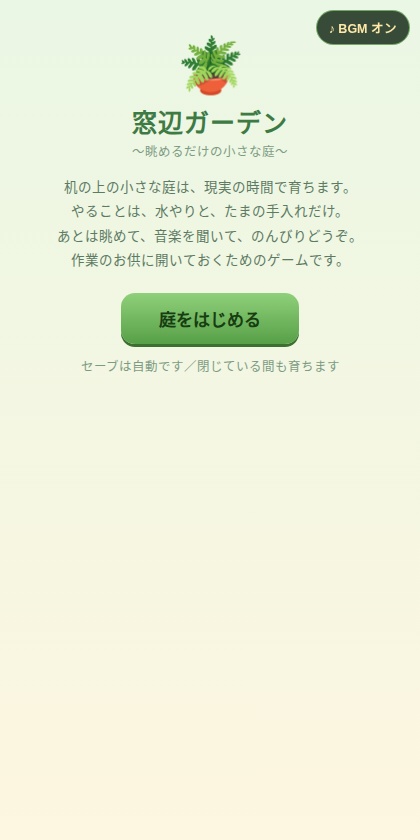 ♪ BGM オン
窓辺ガーデン
〜眺めるだけの小さな庭〜
机の上の小さな庭は、現実の時間で育ちます。
やることは、水やりと、たまの手入れだけ。
あとは眺めて、音楽を聞いて、のんびりどうぞ。
作業のお供に開いておくためのゲームです。
庭をはじめる
セーブは自動です／閉じている間も育ちます